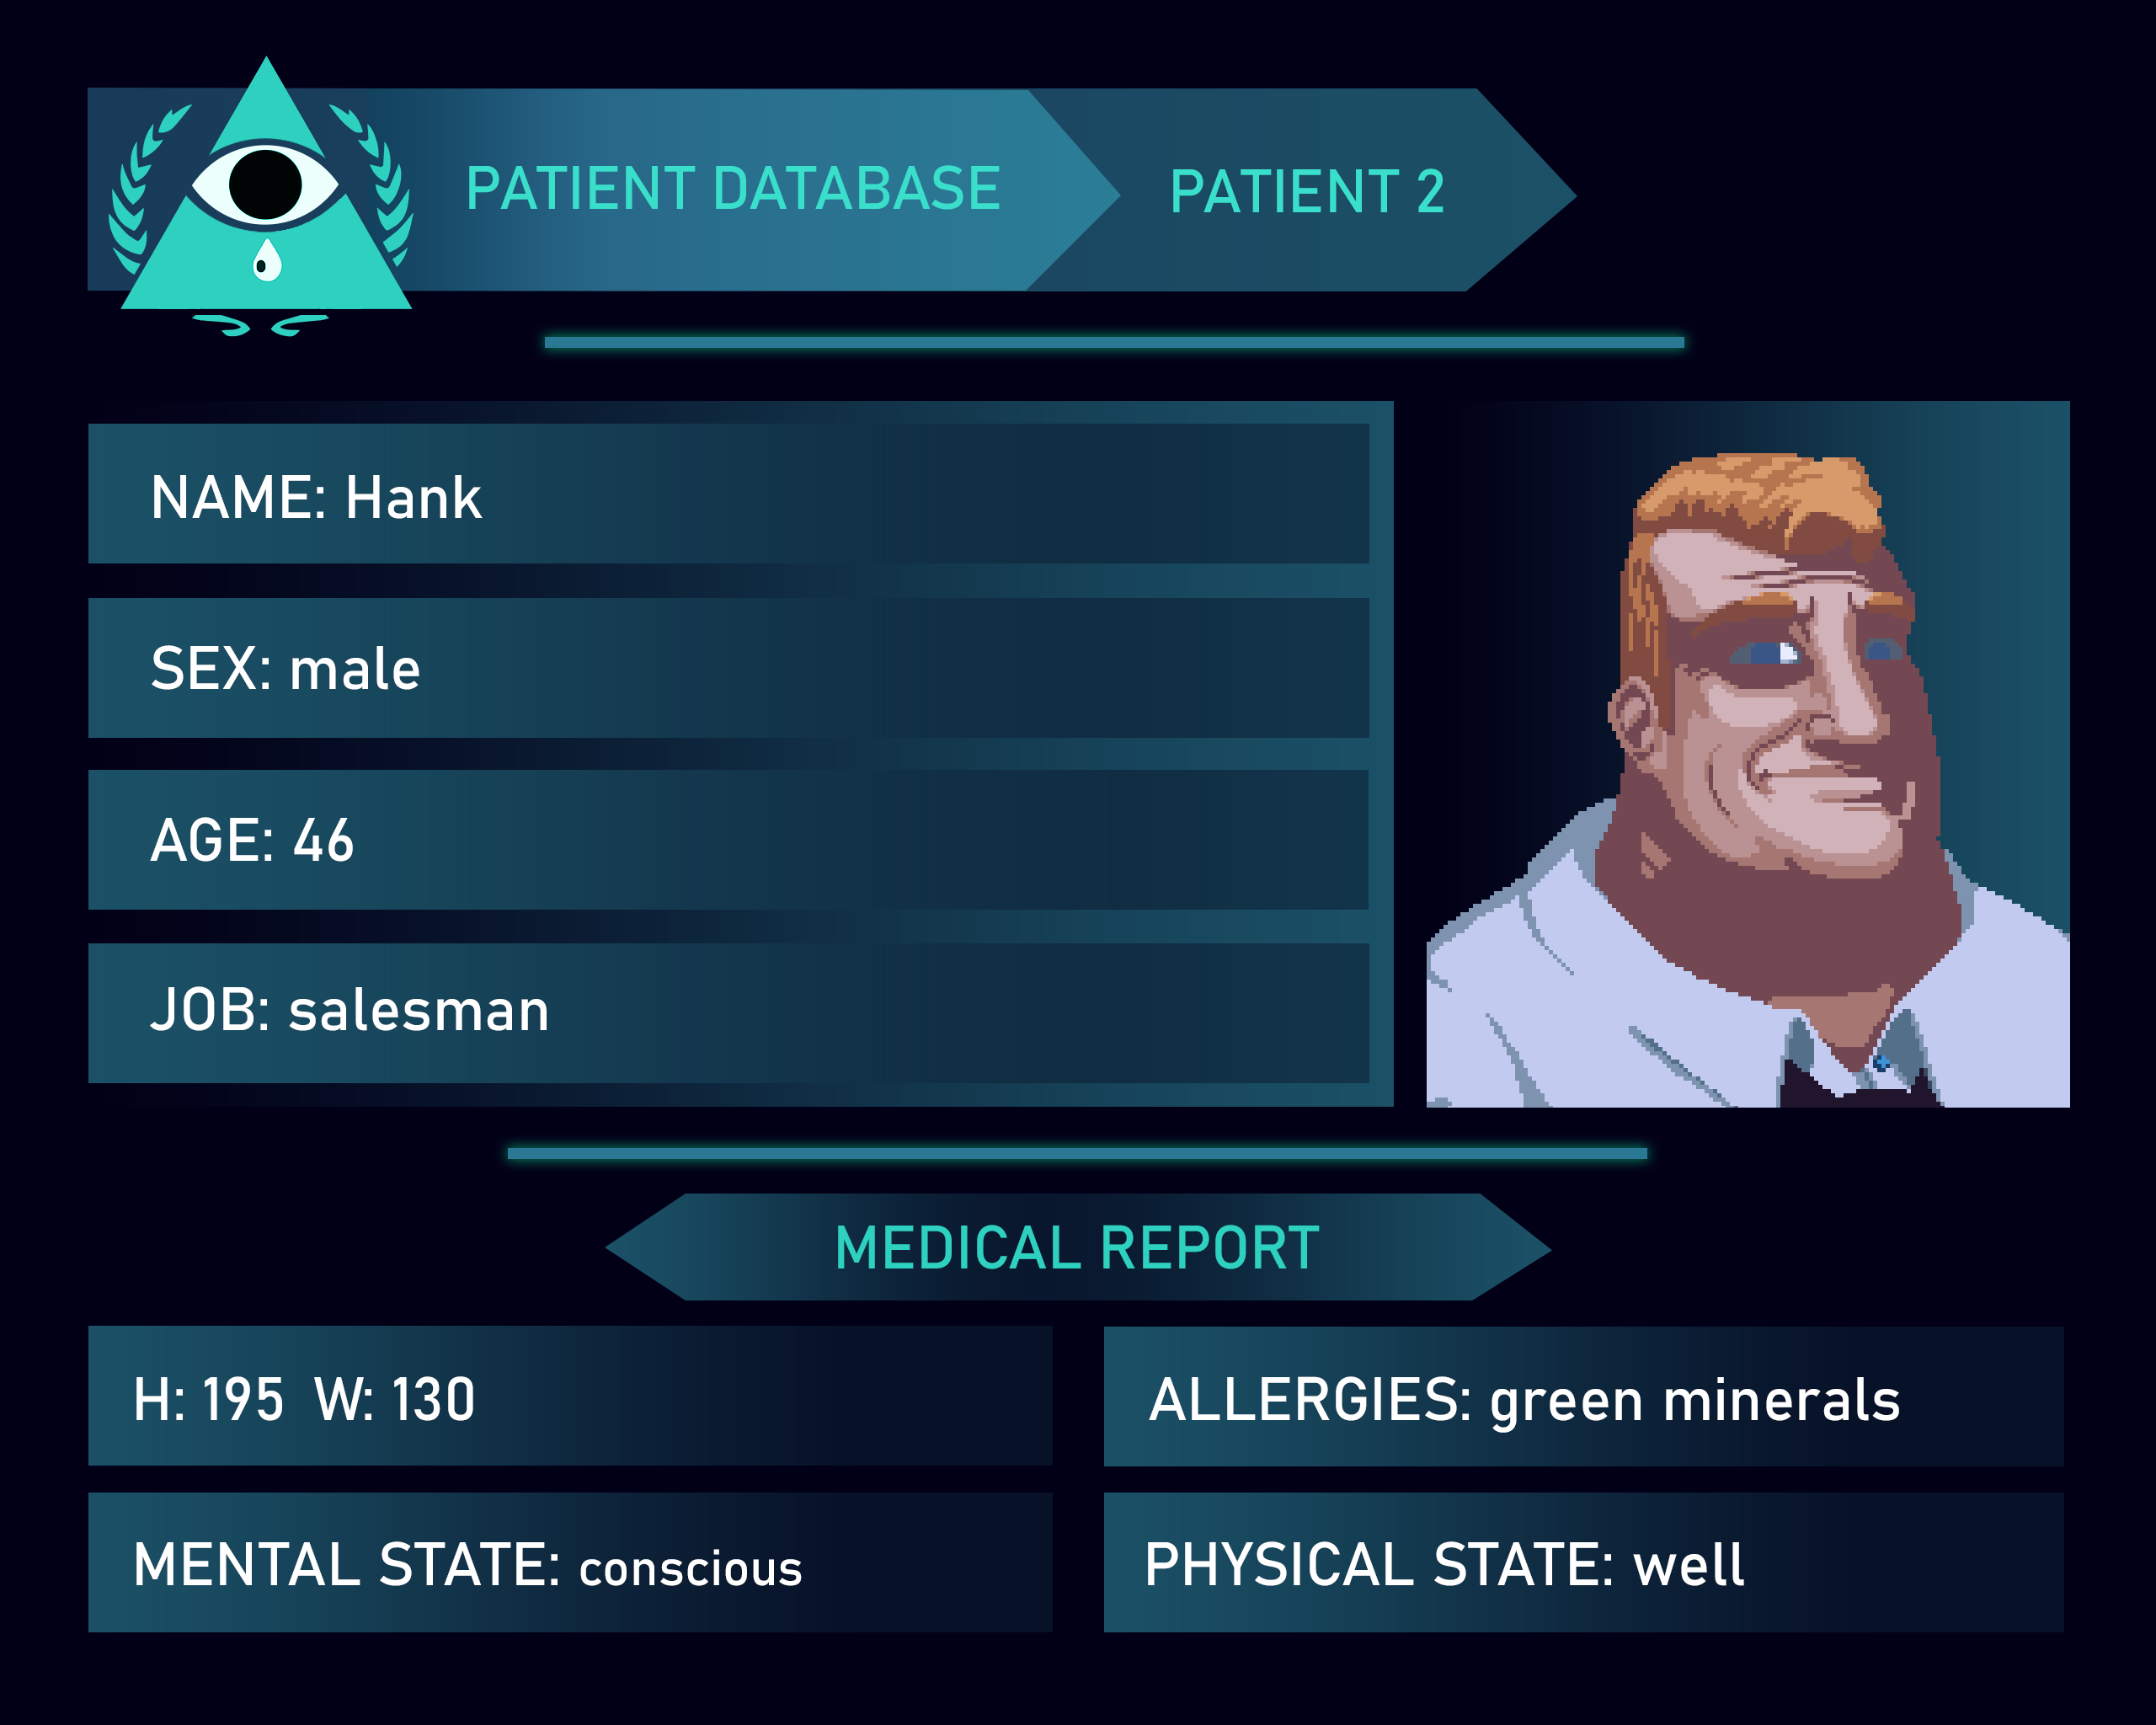 PATIENT DATABASE
PATIENT 2
NAME: Hank
SEX: male
AGE: 46
JOB: salesman
MEDICAL REPORT
H: 195 W: 130
ALLERGIES: green minerals
MENTAL STATE: conscious
PHYSICAL STATE: well